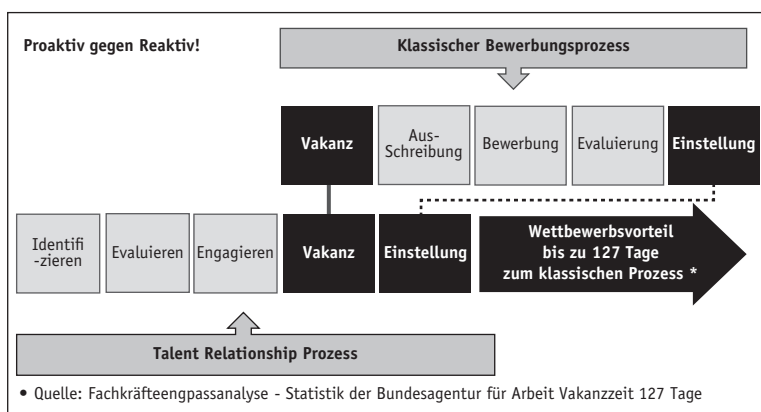 Proaktiv gegen Reaktiv!
Klassischer Bewerbungsprozess
Vakanz
Aus-
Schreibung
Bewerbung
Evaluierung
Einstellung
Identifi
-zieren
Evaluieren
Engagieren
Vakanz
Einstellung
Wettbewerbsvorteil
bis zu 127 Tage
zum klassischen Prozess *
Talent Relationship Prozess
• Quelle: Fachkräfteengpassanalyse - Statistik der Bundesagentur für Arbeit Vakanzzeit 127 Tage